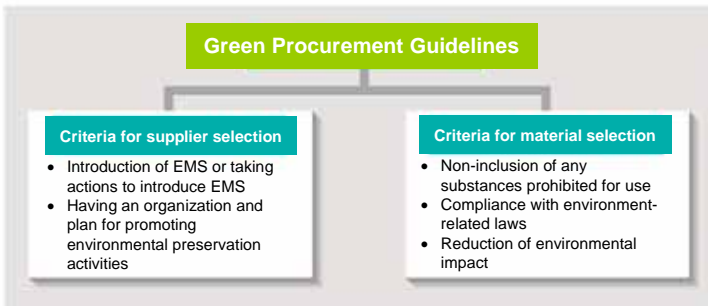 Green Procurement Guidelines
Criteria for supplier selection
• Introduction of EMS or taking
actions to introduce EMS
• Having an organization and
plan for promoting
environmental preservation
activities
Criteria for material selection
• Non-inclusion of any
substances prohibited for use
• Compliance with environment-
related laws
• Reduction of environmental
impact